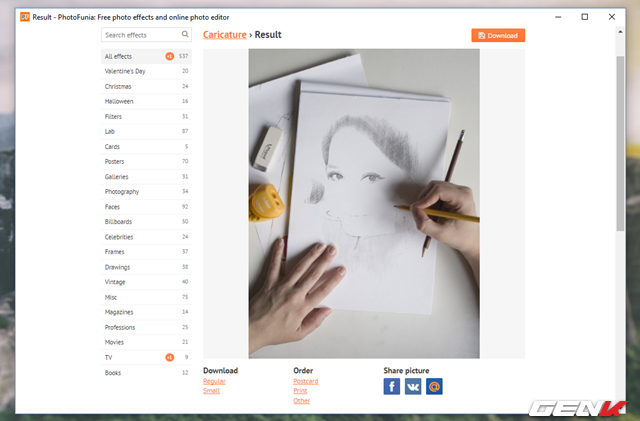 Result - PhotoFunia: Free photo effects and online photo editor
Search effects
Caricature › Result
Download
All effects +3 537
Valentine's Day 20
Christmas 24
Halloween 16
Filters 31
Lab 87
Cards 5
Posters 70
Galleries 31
Photography 34
Faces 92
Billboards 50
Celebrities 24
Frames 37
Drawings 38
Vintage 40
Misc 75
Magazines 14
Professions 25
Movies 21
TV +1 9
Books 12
Download
Regular
Small
Order
Postcard
Print
Other
Share picture
GENK